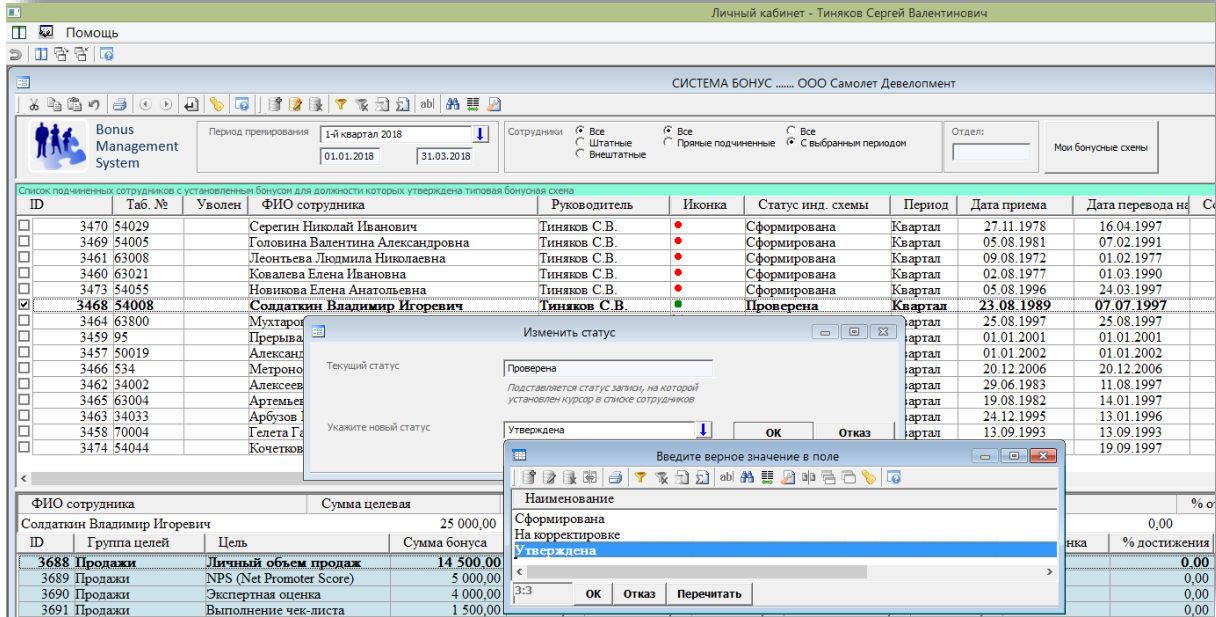 Личный кабинет - Тиняков Сергей Валентинович
Помощь
СИСТЕМА БОНУС ....... ООО Самолет Девелопмент
Bonus Management System
Период премирования 1-й квартал 2018
01.01.2018 31.03.2018
Сотрудники Все Штатные Внештатные
Все Прямые подчиненные
Все С выбранным периодом
Отдел:
Мои бонусные схемы
Список подчиненных сотрудников с установленным бонусом для должности которых утверждена типовая бонусная схема
ID Таб. № Уволен ФИО сотрудника Руководитель Иконка Статус инд. схемы Период Дата приема Дата перевода на
3470 54029 Серегин Николай Иванович Тиняков С.В. Сформирована Квартал 27.11.1978 16.04.1997
3469 54005 Головина Валентина Александровна Тиняков С.В. Сформирована Квартал 05.08.1981 07.02.1991
3461 63008 Леонтьева Людмила Николаевна Тиняков С.В. Сформирована Квартал 09.08.1972 01.02.1977
3460 63021 Ковалева Елена Ивановна Тиняков С.В. Сформирована Квартал 02.08.1977 01.03.1990
3473 54055 Новикова Елена Анатольевна Тиняков С.В. Сформирована Квартал 05.08.1996 24.03.1997
3468 54008 Солдаткин Владимир Игоревич Тиняков С.В. Проверена Квартал 23.08.1989 07.07.1997
3464 63800 Мухтаров вартал 25.08.1997 25.08.1997
3459 95 Прерыва вартал 01.01.2001 01.01.2001
3457 50019 Александ вартал 01.01.2002 01.01.2002
3466 534 Метроно вартал 20.12.2006 20.12.2006
3462 34002 Алексеев вартал 29.06.1983 11.08.1997
3465 63004 Артемьев вартал 19.08.1982 14.01.1997
3463 34033 Арбузов вартал 24.12.1995 13.01.1996
3458 70004 Гелета Га вартал 13.09.1993 13.09.1993
3474 54044 Кочетков 19.09.1997
Изменить статус
Текущий статус Проверена
Подставляется статус записи, на которой
установлен курсор в списке сотрудников
Укажите новый статус Утверждена ОК Отказ
Введите верное значение в поле
Наименование
Сформирована
На корректировке
Утверждена
3:3 ОК Отказ Перечитать
ФИО сотрудника Сумма целевая
Солдаткин Владимир Игоревич 25 000,00 0,00
ID Группа целей Цель Сумма бонуса нка % достижения
3688 Продажи Личный объем продаж 14 500,00 0,00
3689 Продажи NPS (Net Promoter Score) 5 000,00 0,00
3690 Продажи Экспертная оценка 4 000,00 0,00
3691 Продажи Выполнение чек-листа 1 500,00 0,00